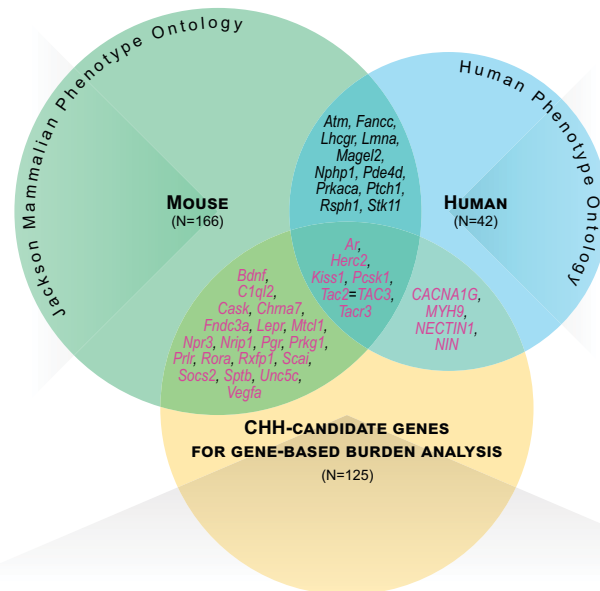 Jackson Mammalian Phenotype Ontology
Human Phenotype Ontology
Atm, Fancc,
Lhcgr, Lmna,
Magel2,
Nphp1, Pde4d,
Prkaca, Ptch1,
Rsph1, Stk11
MOUSE
(N=166)
HUMAN
(N=42)
Ar,
Herc2,
Kiss1, Pcsk1,
Tac2=TAC3,
Tacr3
Bdnf,
C1ql2,
Cask, Chrna7,
Fndc3a, Lepr, Mtcl1,
Npr3, Nrip1, Pgr, Prkg1,
Prlr, Rora, Rxfp1, Scai,
Socs2, Sptb, Unc5c,
Vegfa
CACNA1G,
MYH9,
NECTIN1,
NIN
CHH-CANDIDATE GENES
FOR GENE-BASED BURDEN ANALYSIS
(N=125)